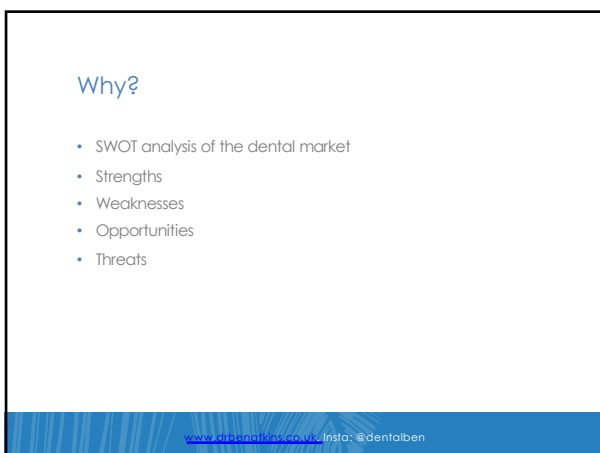 Why?
• SWOT analysis of the dental market
• Strengths
• Weaknesses
• Opportunities
• Threats
www.drbenatkins.co.uk. Insta: @dentalben